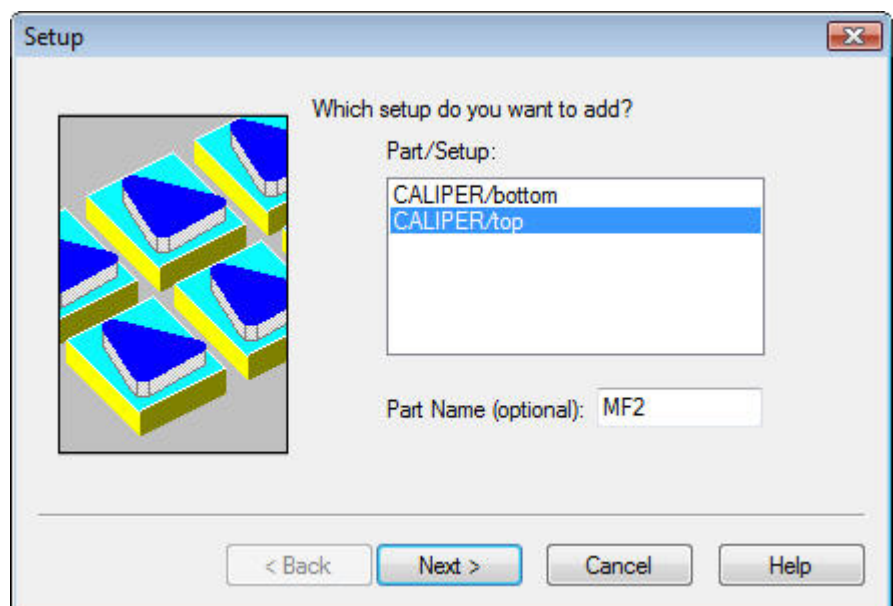 Setup
Which setup do you want to add?
Part/Setup:
CALIPER/bottom
CALIPER/top
Part Name (optional): MF2
< Back Next > Cancel Help